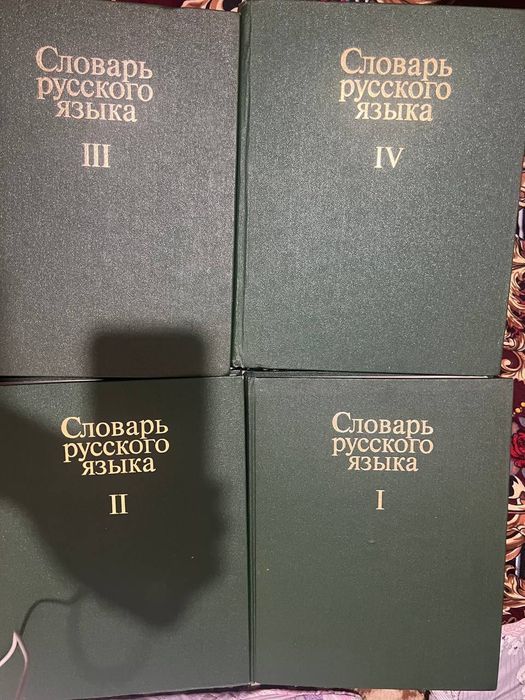 Словарь
русского
языка
III
Словарь
русского
языка
IV
Словарь
русского
языка
II
Словарь
русского
языка
I